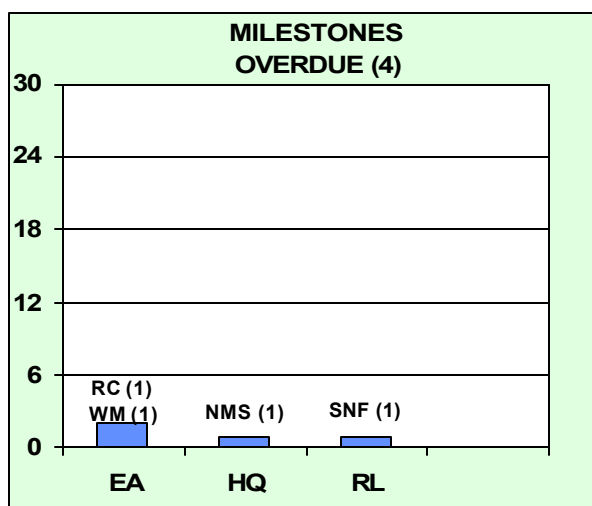 MILESTONES
OVERDUE (4)
30
24
18
12
6
0
RC (1)
WM (1)
NMS (1)
SNF (1)
EA
HQ
RL